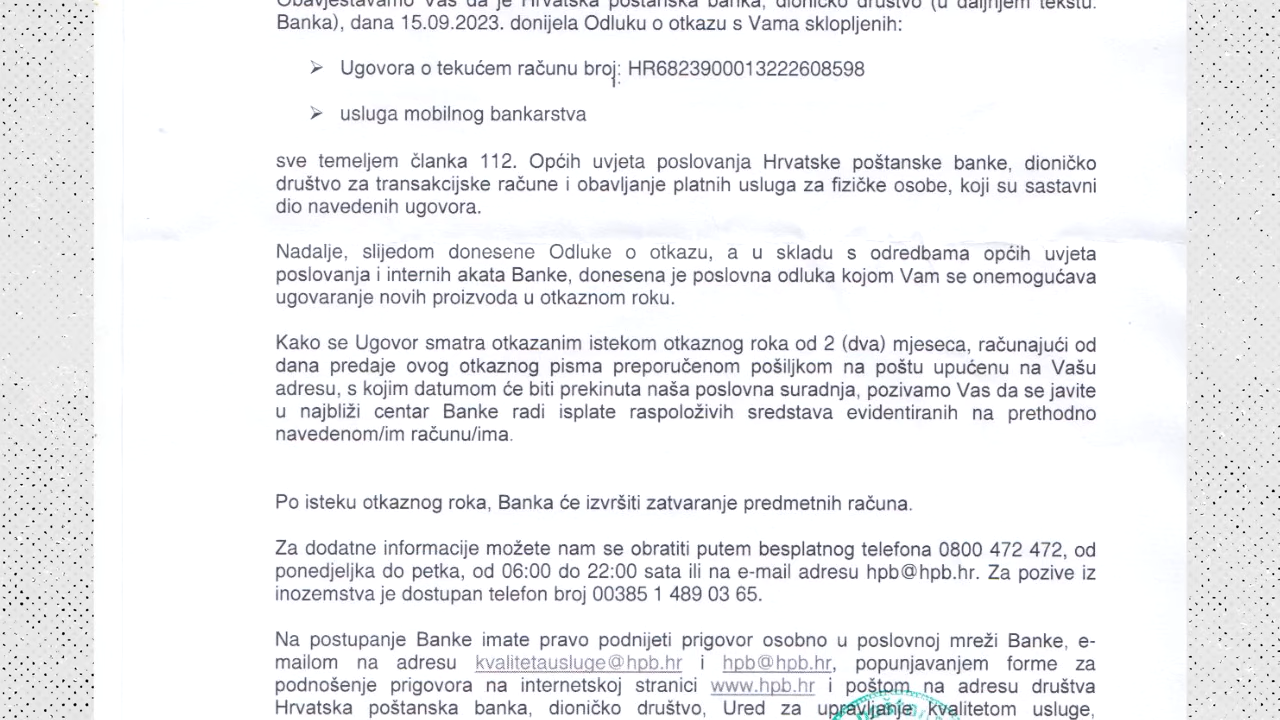 Obavještavamo Vas da je Hrvatska poštanska banka, dioničko društvo (u daljnjem tekstu:
Banka), dana 15.09.2023. donijela Odluku o otkazu s Vama sklopljenih:
➢ Ugovora o tekućem računu broj: HR6823900013222608598
➢ usluga mobilnog bankarstva
sve temeljem članka 112. Općih uvjeta poslovanja Hrvatske poštanske banke, dioničko
društvo za transakcijske račune i obavljanje platnih usluga za fizičke osobe, koji su sastavni
dio navedenih ugovora.
Nadalje, slijedom donesene Odluke o otkazu, a u skladu s odredbama općih uvjeta
poslovanja i internih akata Banke, donesena je poslovna odluka kojom Vam se onemogućava
ugovaranje novih proizvoda u otkaznom roku.
Kako se Ugovor smatra otkazanim istekom otkaznog roka od 2 (dva) mjeseca, računajući od
dana predaje ovog otkaznog pisma preporučenom pošiljkom na poštu upućenu na Vašu
adresu, s kojim datumom će biti prekinuta naša poslovna suradnja, pozivamo Vas da se javite
u najbliži centar Banke radi isplate raspoloživih sredstava evidentiranih na prethodno
navedenom/im računu/ima.
Po isteku otkaznog roka, Banka će izvršiti zatvaranje predmetnih računa.
Za dodatne informacije možete nam se obratiti putem besplatnog telefona 0800 472 472, od
ponedjeljka do petka, od 06:00 do 22:00 sata ili na e-mail adresu hpb@hpb.hr. Za pozive iz
inozemstva je dostupan telefon broj 00385 1 489 03 65.
Na postupanje Banke imate pravo podnijeti prigovor osobno u poslovnoj mreži Banke, e-
mailom na adresu kvalitetausluge@hpb.hr i hpb@hpb.hr, popunjavanjem forme za
podnošenje prigovora na internetskoj stranici www.hpb.hr i poštom na adresu društva
Hrvatska poštanska banka, dioničko društvo, Ured za upravljanje kvalitetom usluge,